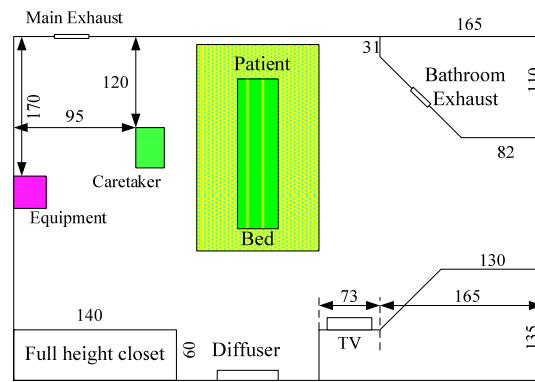 Main Exhaust
165
31
Patient
120
170
Bathroom
Exhaust
110
95
82
Caretaker
Equipment
Bed
130
73
165
140
Full height closet
60
Diffuser
TV
135